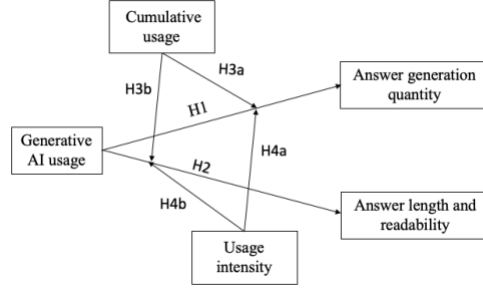 Cumulative
usage
H3a
H3b
H1
Answer generation
quantity
Generative
AI usage
H2
H4a
H4b
Answer length and
readability
Usage
intensity